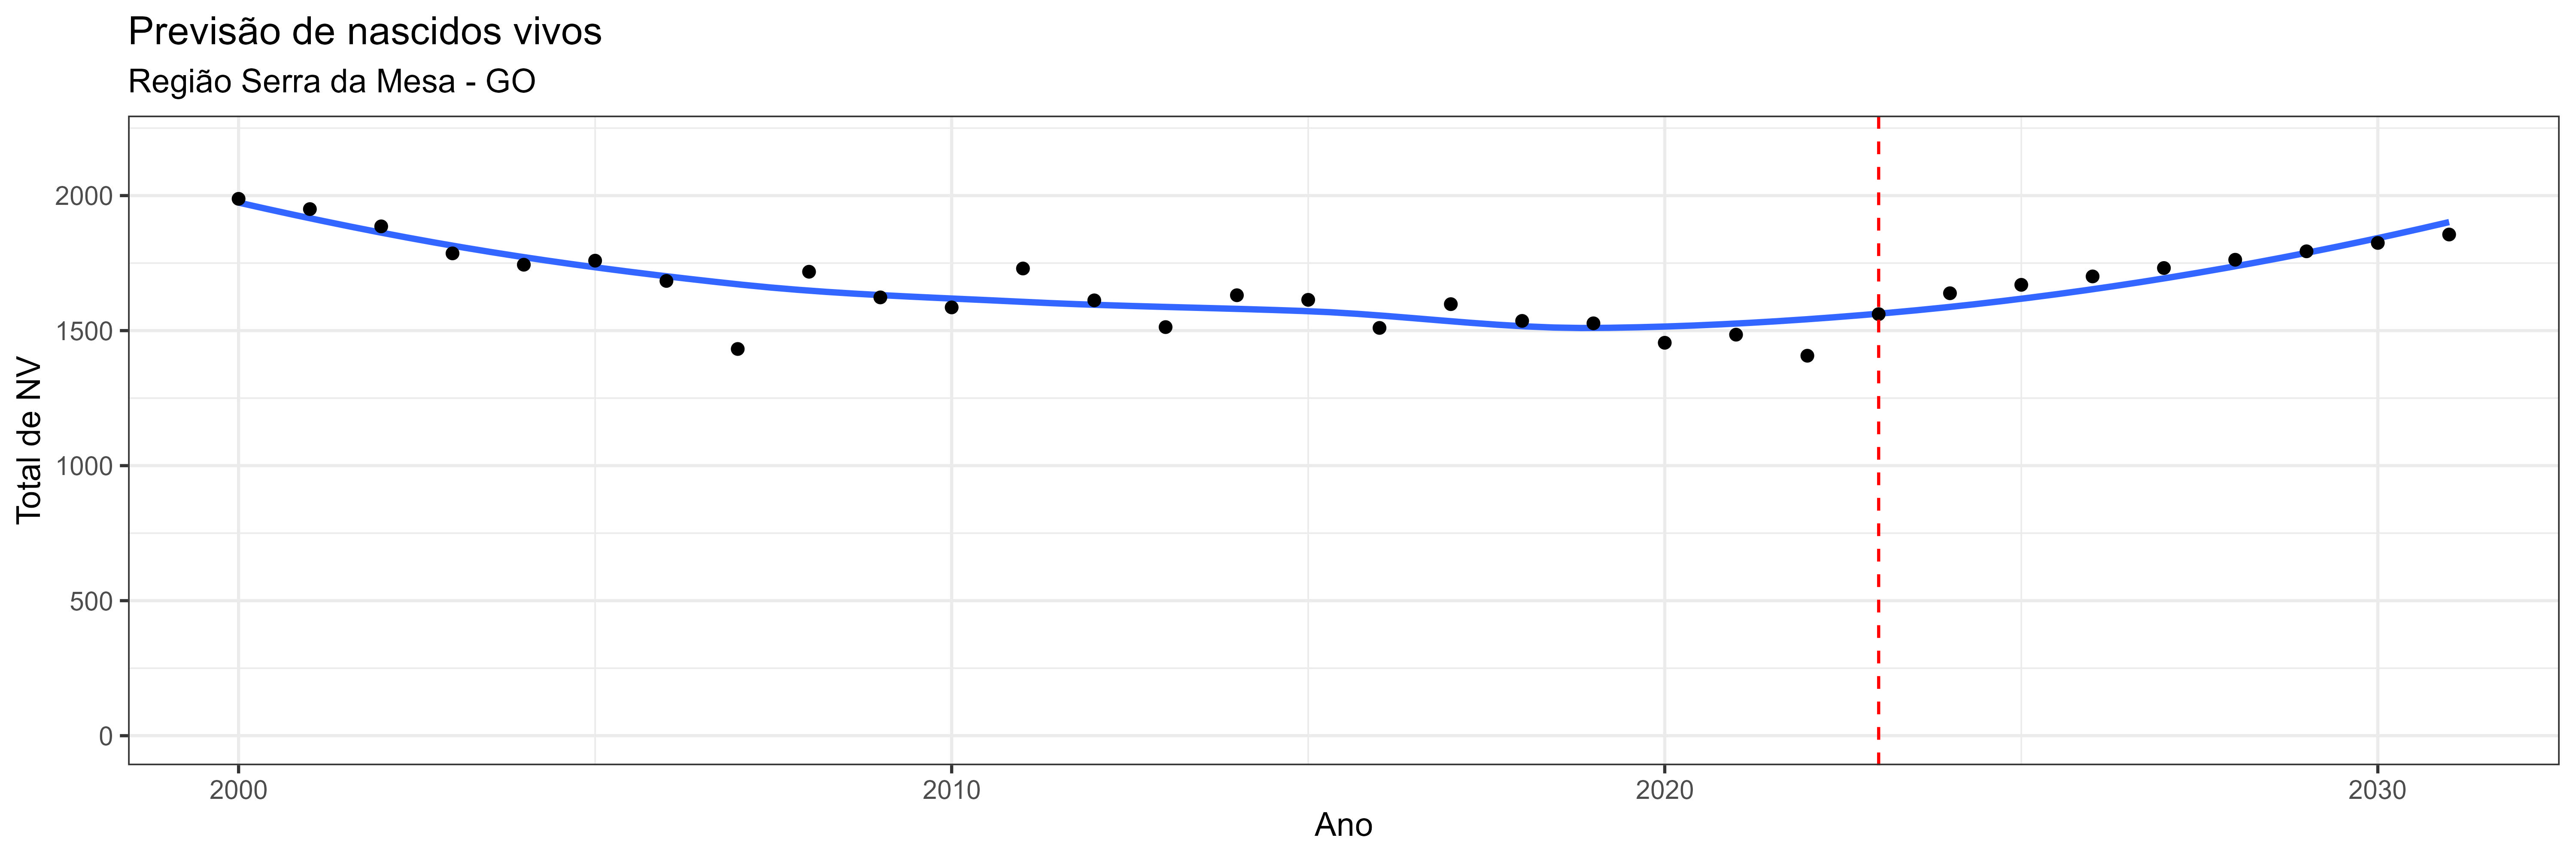 Previsão de nascidos vivos
Região Serra da Mesa - GO
Total de NV
2000
1500
1000
500
0
2000 2010 2020 2030
Ano